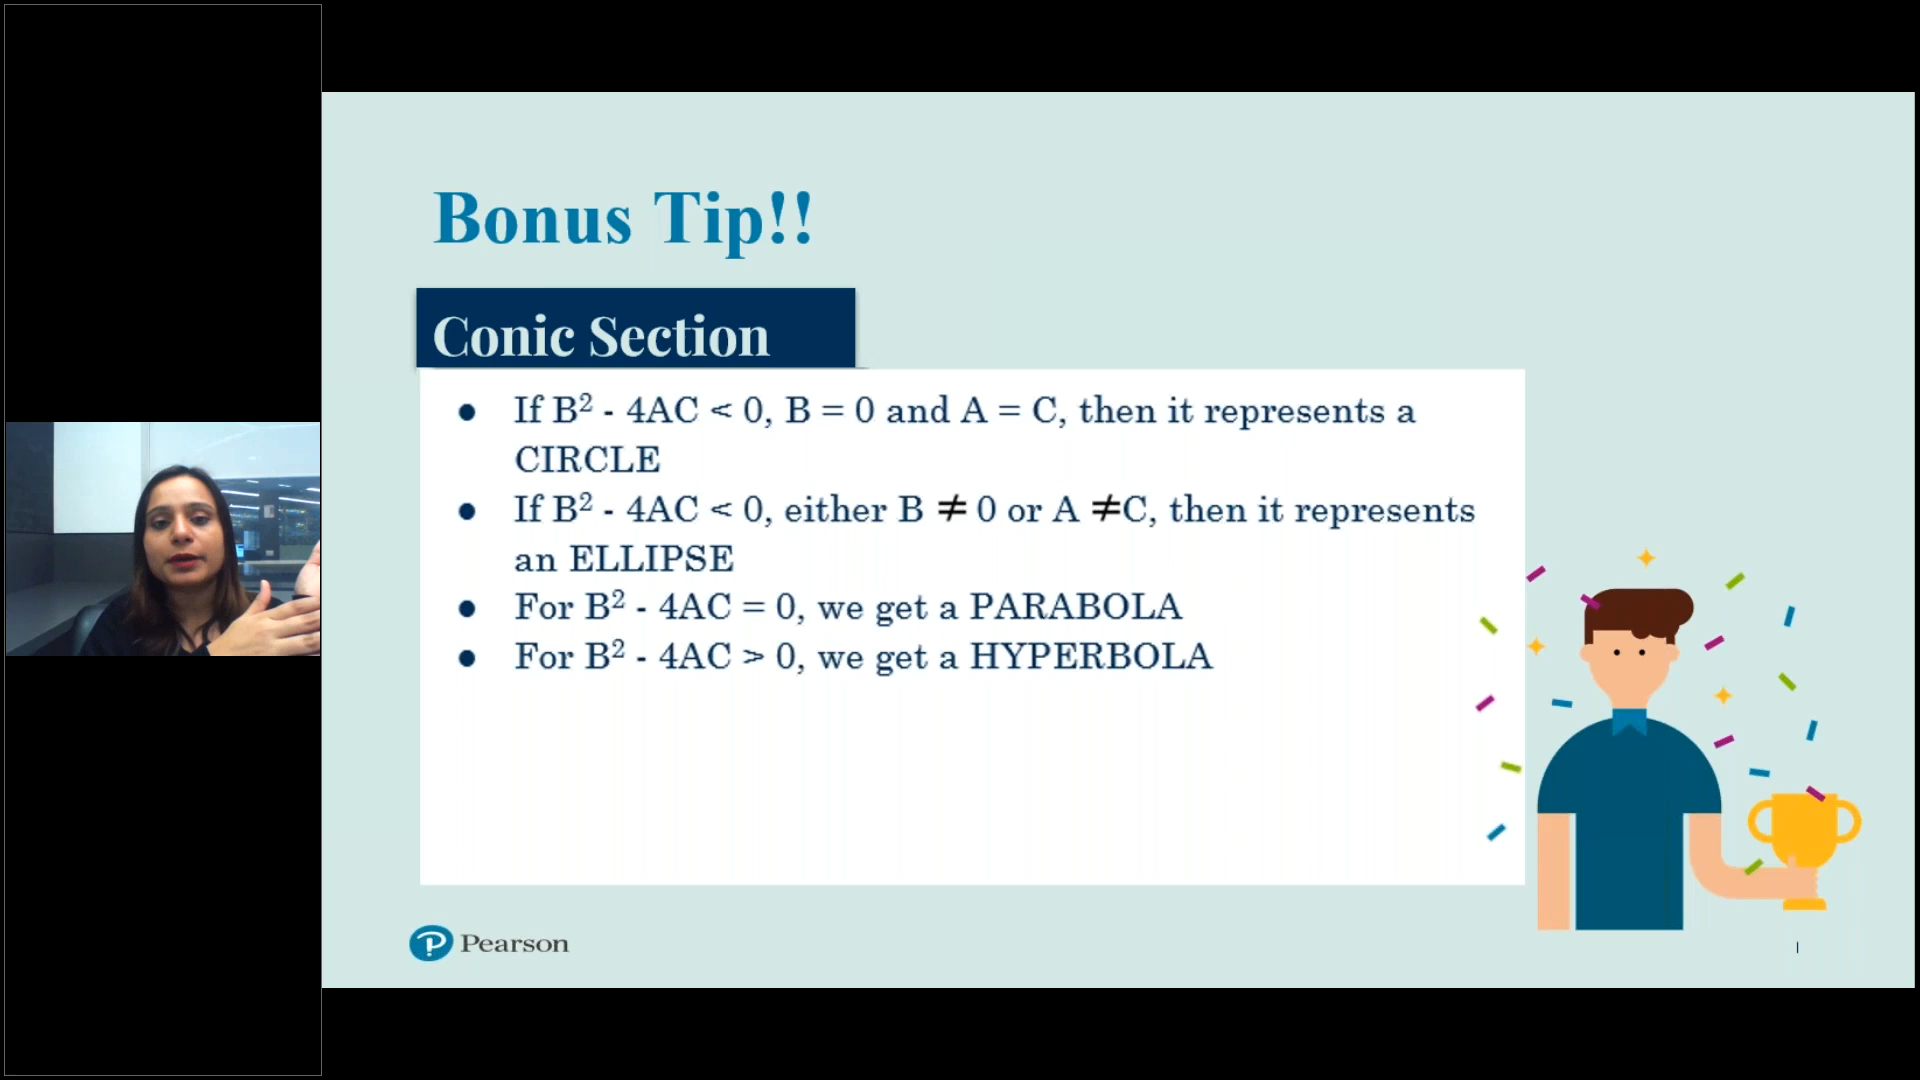 Bonus Tip!!
Conic Section
● If B² - 4AC < 0, B = 0 and A = C, then it represents a
CIRCLE
● If B² - 4AC < 0, either B ≠ 0 or A ≠C, then it represents
an ELLIPSE
● For B² - 4AC = 0, we get a PARABOLA
● For B² - 4AC > 0, we get a HYPERBOLA
Pearson